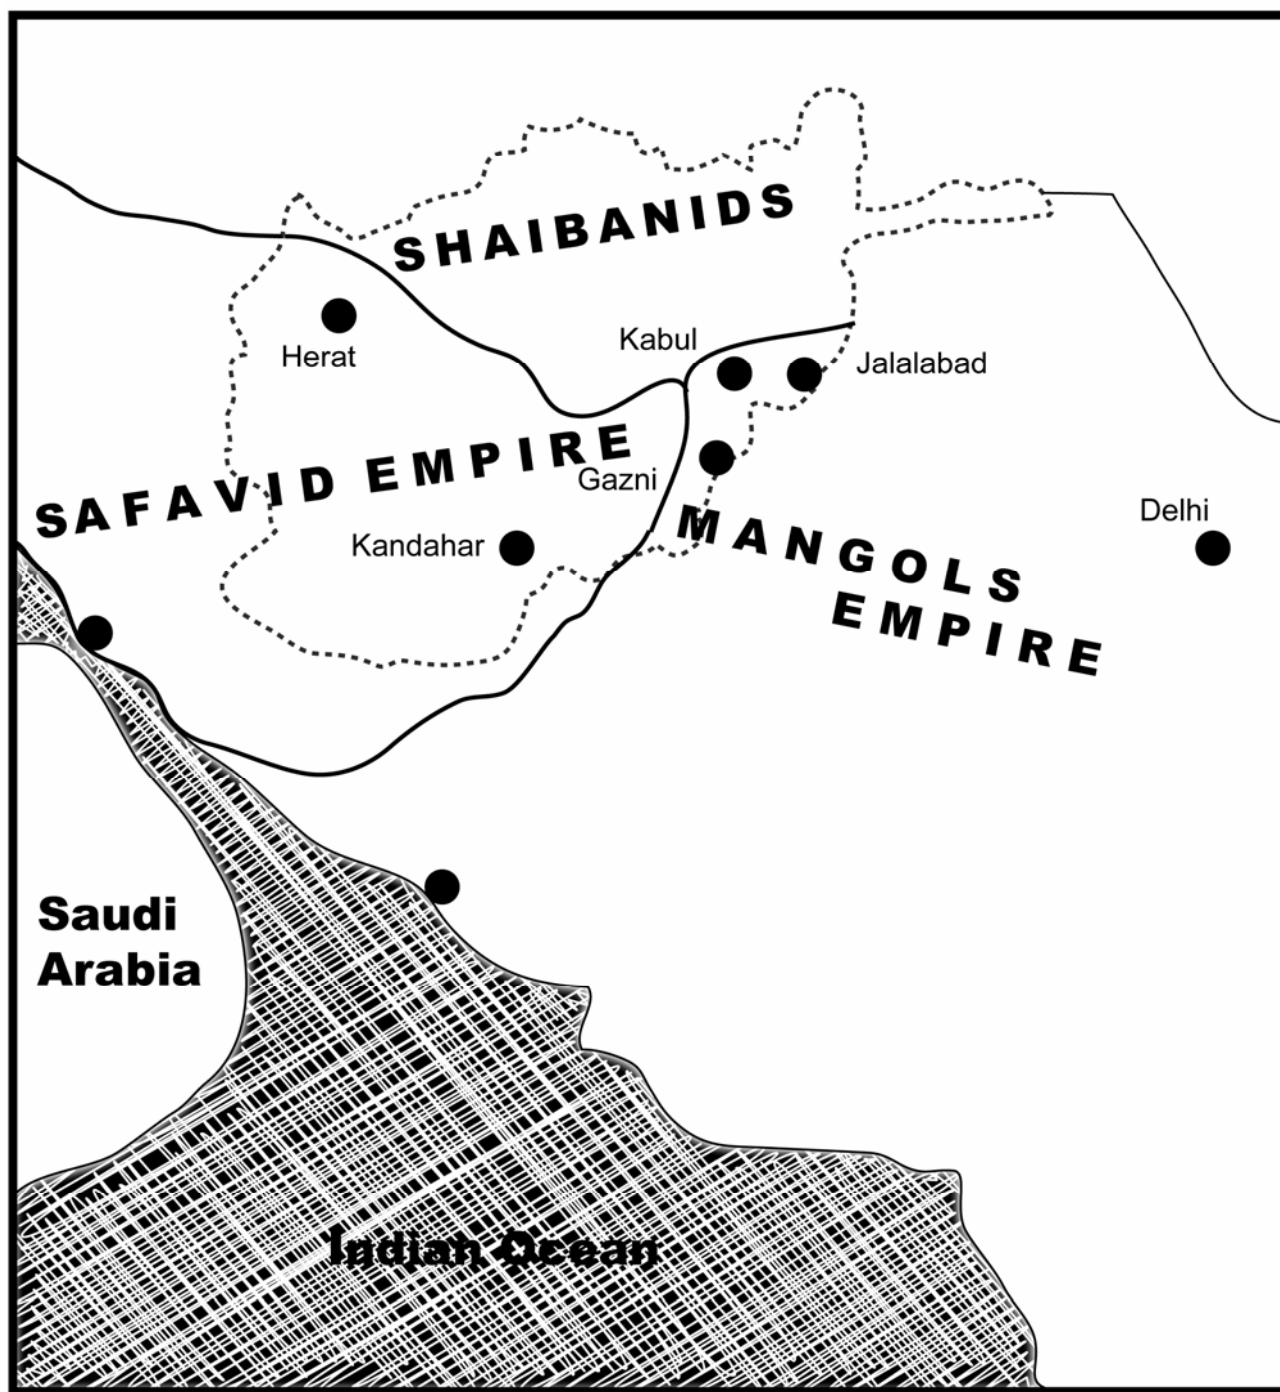 SHAIBANIDS
Kabul
Herat
Jalalabad
SAFAVID EMPIRE
Gazni
MANGOLS
EMPIRE
Kandahar
Delhi
Saudi
Arabia
Indian Ocean